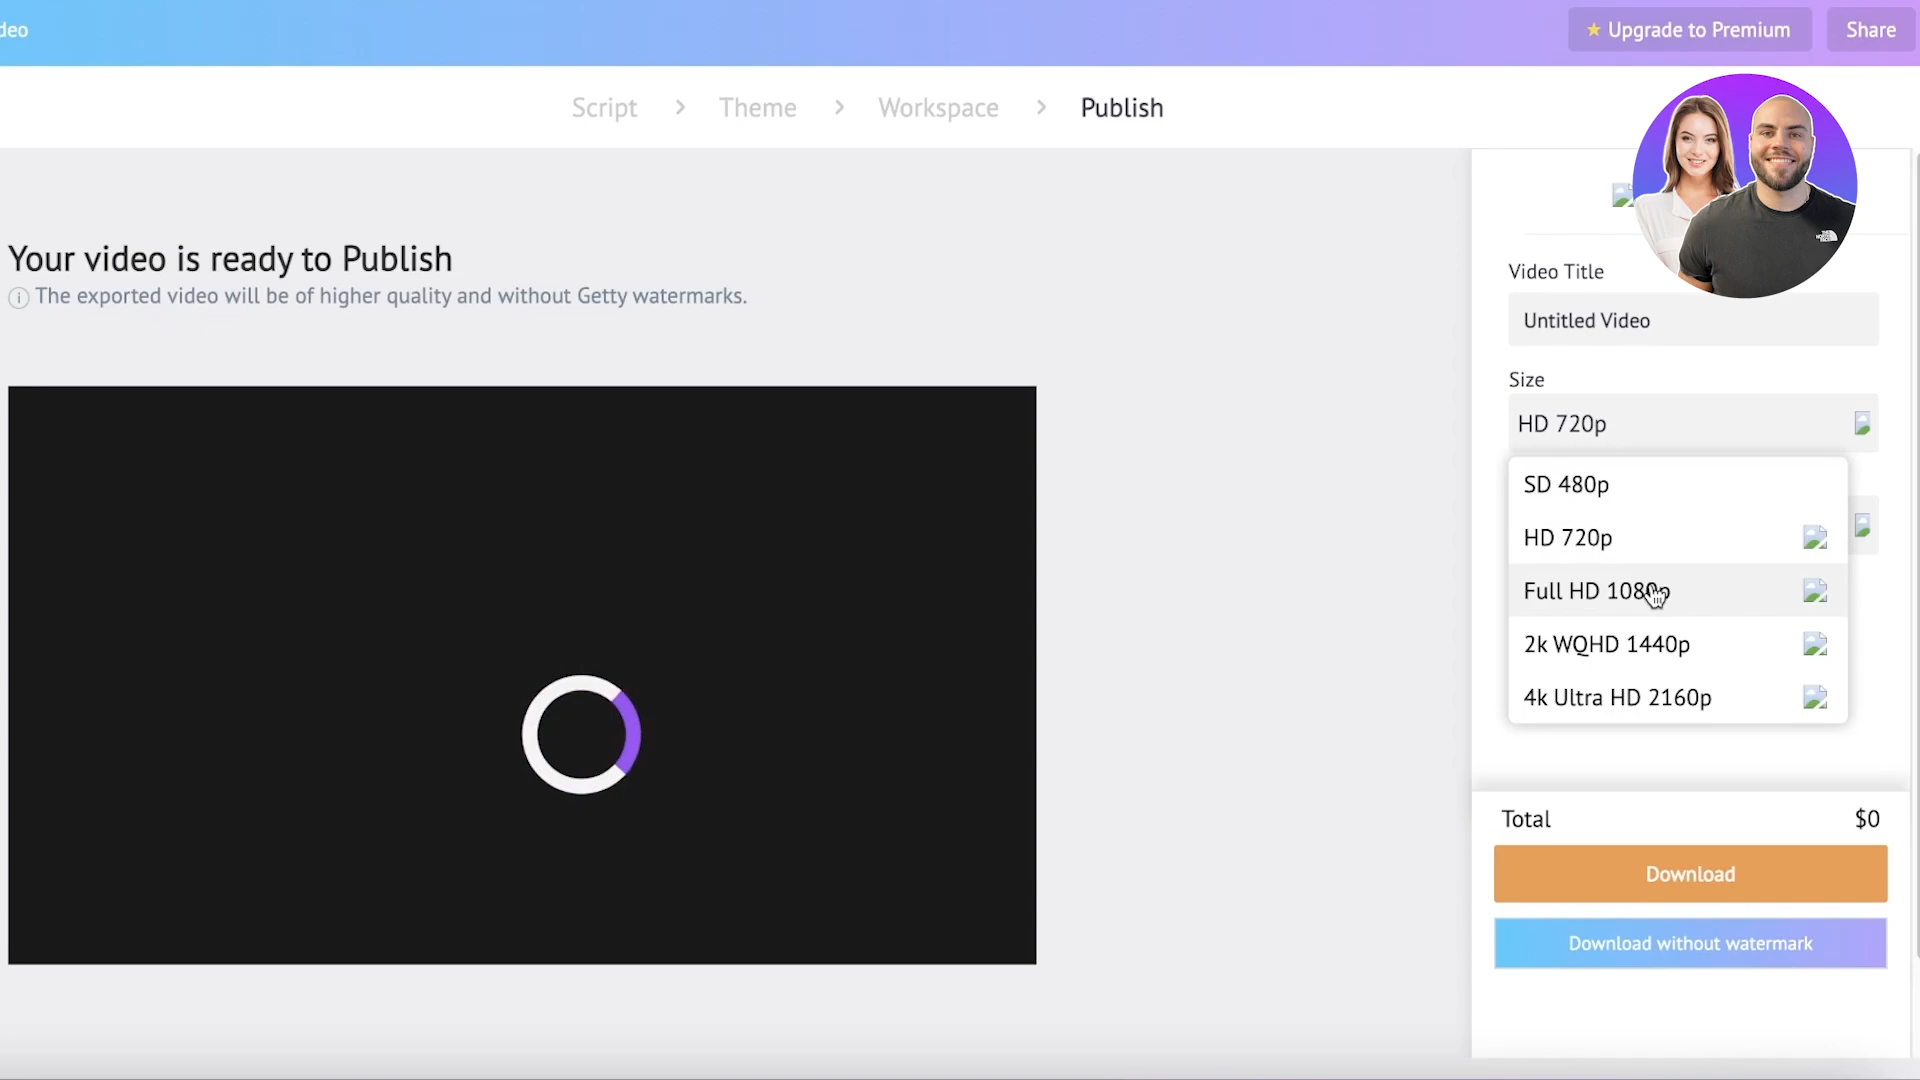 deo
Upgrade to Premium
Share
Script
Theme
Workspace
Publish
Your video is ready to Publish
The exported video will be of higher quality and without Getty watermarks.
Video Title
Untitled Video
Size
HD 720p
SD 480p
HD 720p
Full HD 1080p
2k WQHD 1440p
4k Ultra HD 2160p
Total $0
Download
Download without watermark